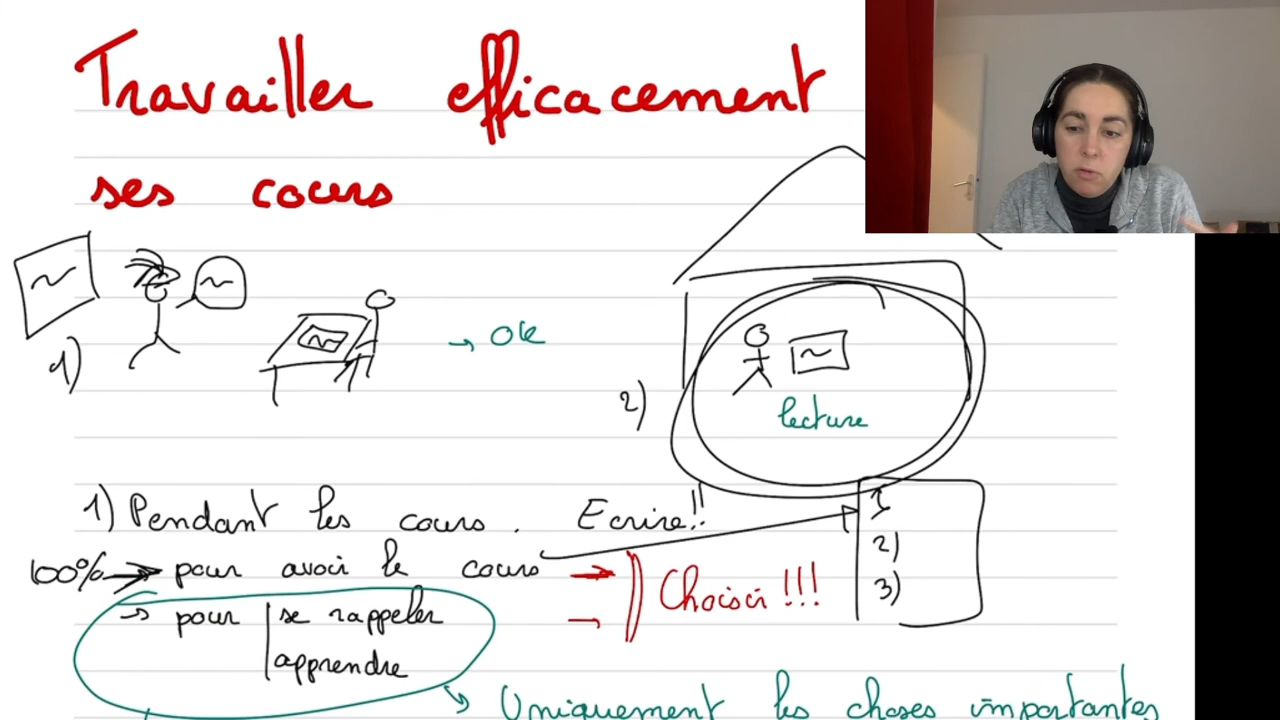 Travailler efficacement
ses cours
1)
→ ok
2)
lecture
1) Pendant les cours. Ecrire!!
100% → pour avoir le cours
→ pour se rappeler
apprendre
Choisir !!!
2)
3)
Uniquement les choses importantes